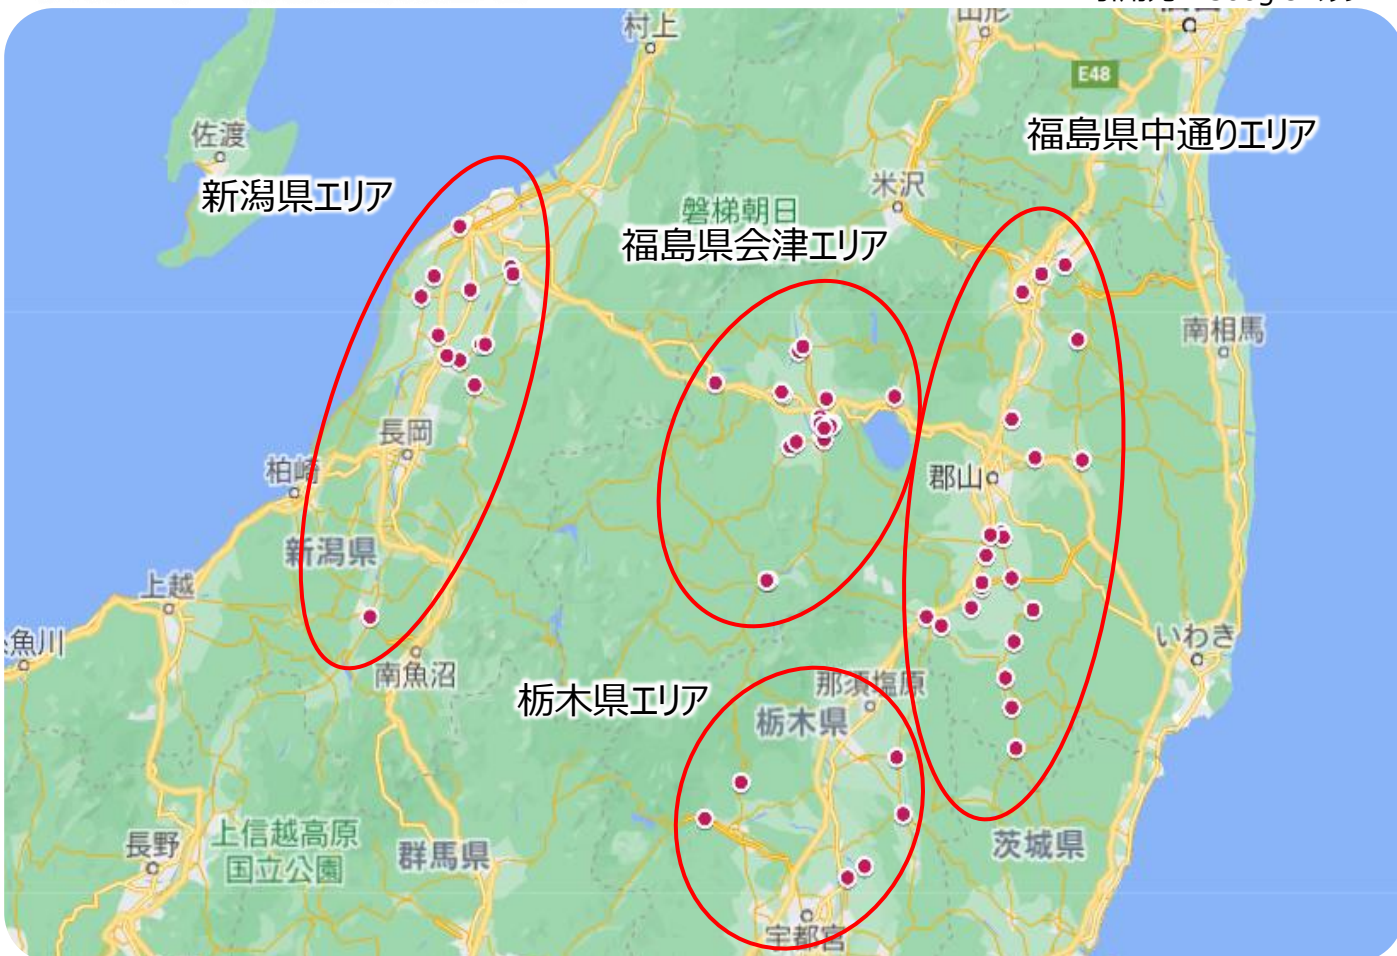 村上
山形
E48
佐渡
福島県中通りエリア
新潟県エリア
米沢
磐梯朝日
福島県会津エリア
南相馬
長岡
柏崎
郡山
新潟県
上越
魚川
いわき
南魚沼
栃木県エリア
那須塩原
栃木県
長野
上信越高原
国立公園
群馬県
茨城県
宇都宮